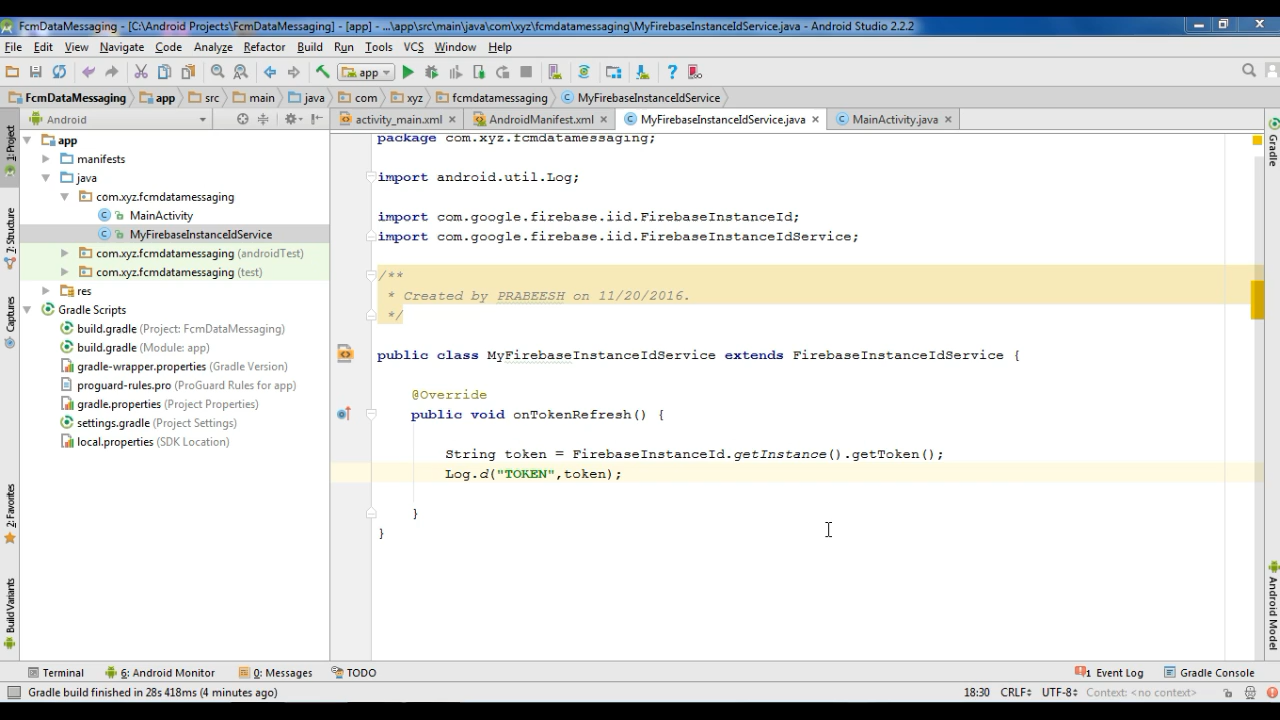 FcmDataMessaging - [C:\Android Projects\FcmDataMessaging] - [app] - ...\app\src\main\java\com\xyz\fcmdatamessaging\MyFirebaseInstanceIdService.java - Android Studio 2.2.2
File Edit View Navigate Code Analyze Refactor Build Run Tools VCS Window Help
app
FcmDataMessaging app src main java com xyz fcmdatamessaging MyFirebaseInstanceIdService
Android
activity_main.xml AndroidManifest.xml MyFirebaseInstanceIdService.java MainActivity.java
1: Project
7: Structure
Captures
2: Favorites
Build Variants
app
manifests
java
com.xyz.fcmdatamessaging
MainActivity
MyFirebaseInstanceIdService
com.xyz.fcmdatamessaging (androidTest)
com.xyz.fcmdatamessaging (test)
res
Gradle Scripts
build.gradle (Project: FcmDataMessaging)
build.gradle (Module: app)
gradle-wrapper.properties (Gradle Version)
proguard-rules.pro (ProGuard Rules for app)
gradle.properties (Project Properties)
settings.gradle (Project Settings)
local.properties (SDK Location)
package com.xyz.fcmdatamessaging;
import android.util.Log;
import com.google.firebase.iid.FirebaseInstanceId;
import com.google.firebase.iid.FirebaseInstanceIdService;
/**
* Created by PRABEESH on 11/20/2016.
*/
public class MyFirebaseInstanceIdService extends FirebaseInstanceIdService {
@Override
public void onTokenRefresh() {
String token = FirebaseInstanceId.getInstance().getToken();
Log.d("TOKEN",token);
}
}
Gradle
Android Model
Terminal 6: Android Monitor 0: Messages TODO 1 Event Log Gradle Console
Gradle build finished in 28s 418ms (4 minutes ago) 18:30 CRLF UTF-8 Context: <no context>